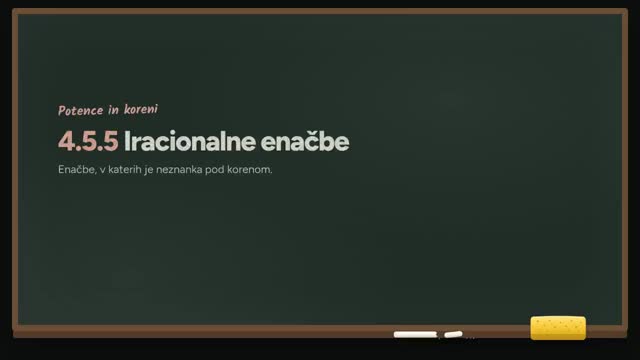 Potence in koreni
4.5.5 Iracionalne enačbe
Enačbe, v katerih je neznanka pod korenom.